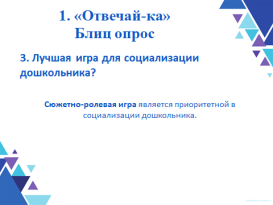 1. «Отвечай-ка»
Блиц опрос
3. Лучшая игра для социализации
дошкольника?
Сюжетно-ролевая игра является приоритетной в
социализации дошкольника.